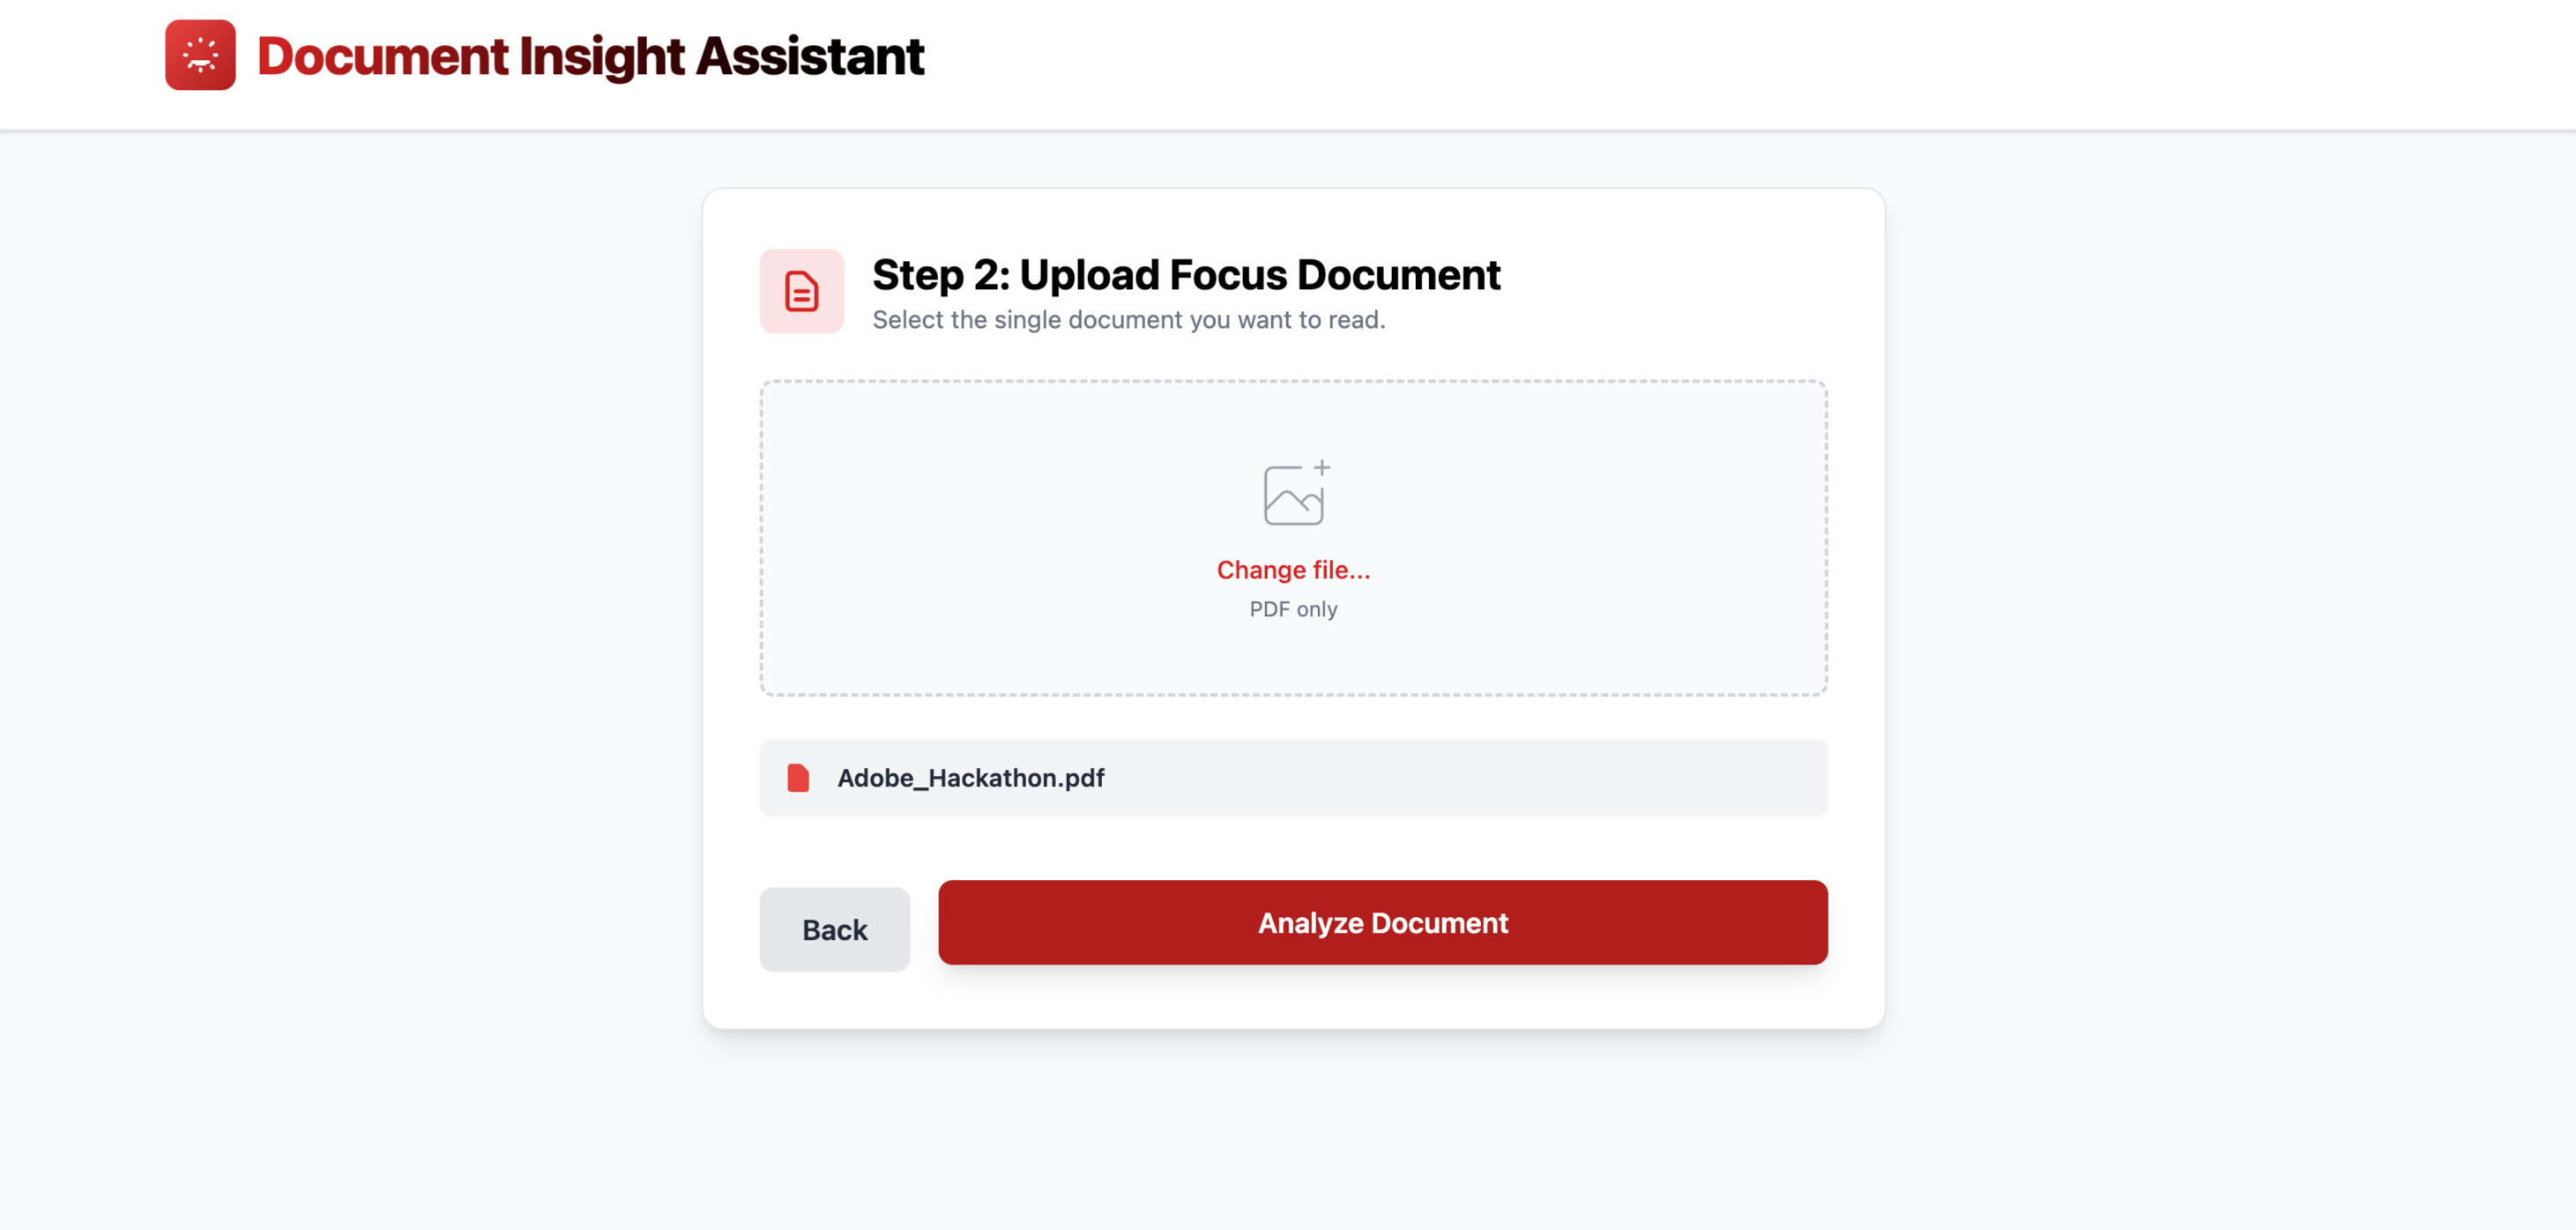 Document Insight Assistant
Step 2: Upload Focus Document
Select the single document you want to read.
Change file...
PDF only
Adobe_Hackathon.pdf
Back
Analyze Document